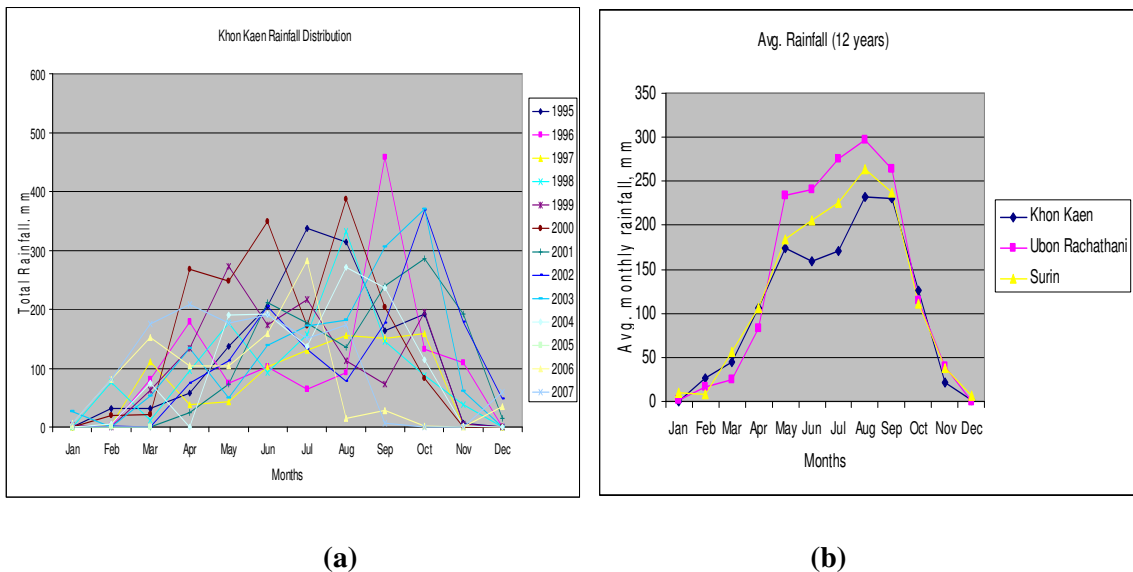 Khon Kaen Rainfall Distribution
Total Rainfall. mm
600
500
400
300
200
100
0
Jan Feb Mar Apr May Jun Jul Aug Sep Oct Nov Dec
Months
1995
1996
1997
1998
1999
2000
2001
2002
2003
2004
2005
2006
2007
(a)
Avg. Rainfall (12 years)
Avg. monthly rainfall, mm
350
300
250
200
150
100
50
0
Jan Feb Mar Apr May Jun Jul Aug Sep Oct Nov Dec
Months
Khon Kaen
Ubon Rachathani
Surin
(b)